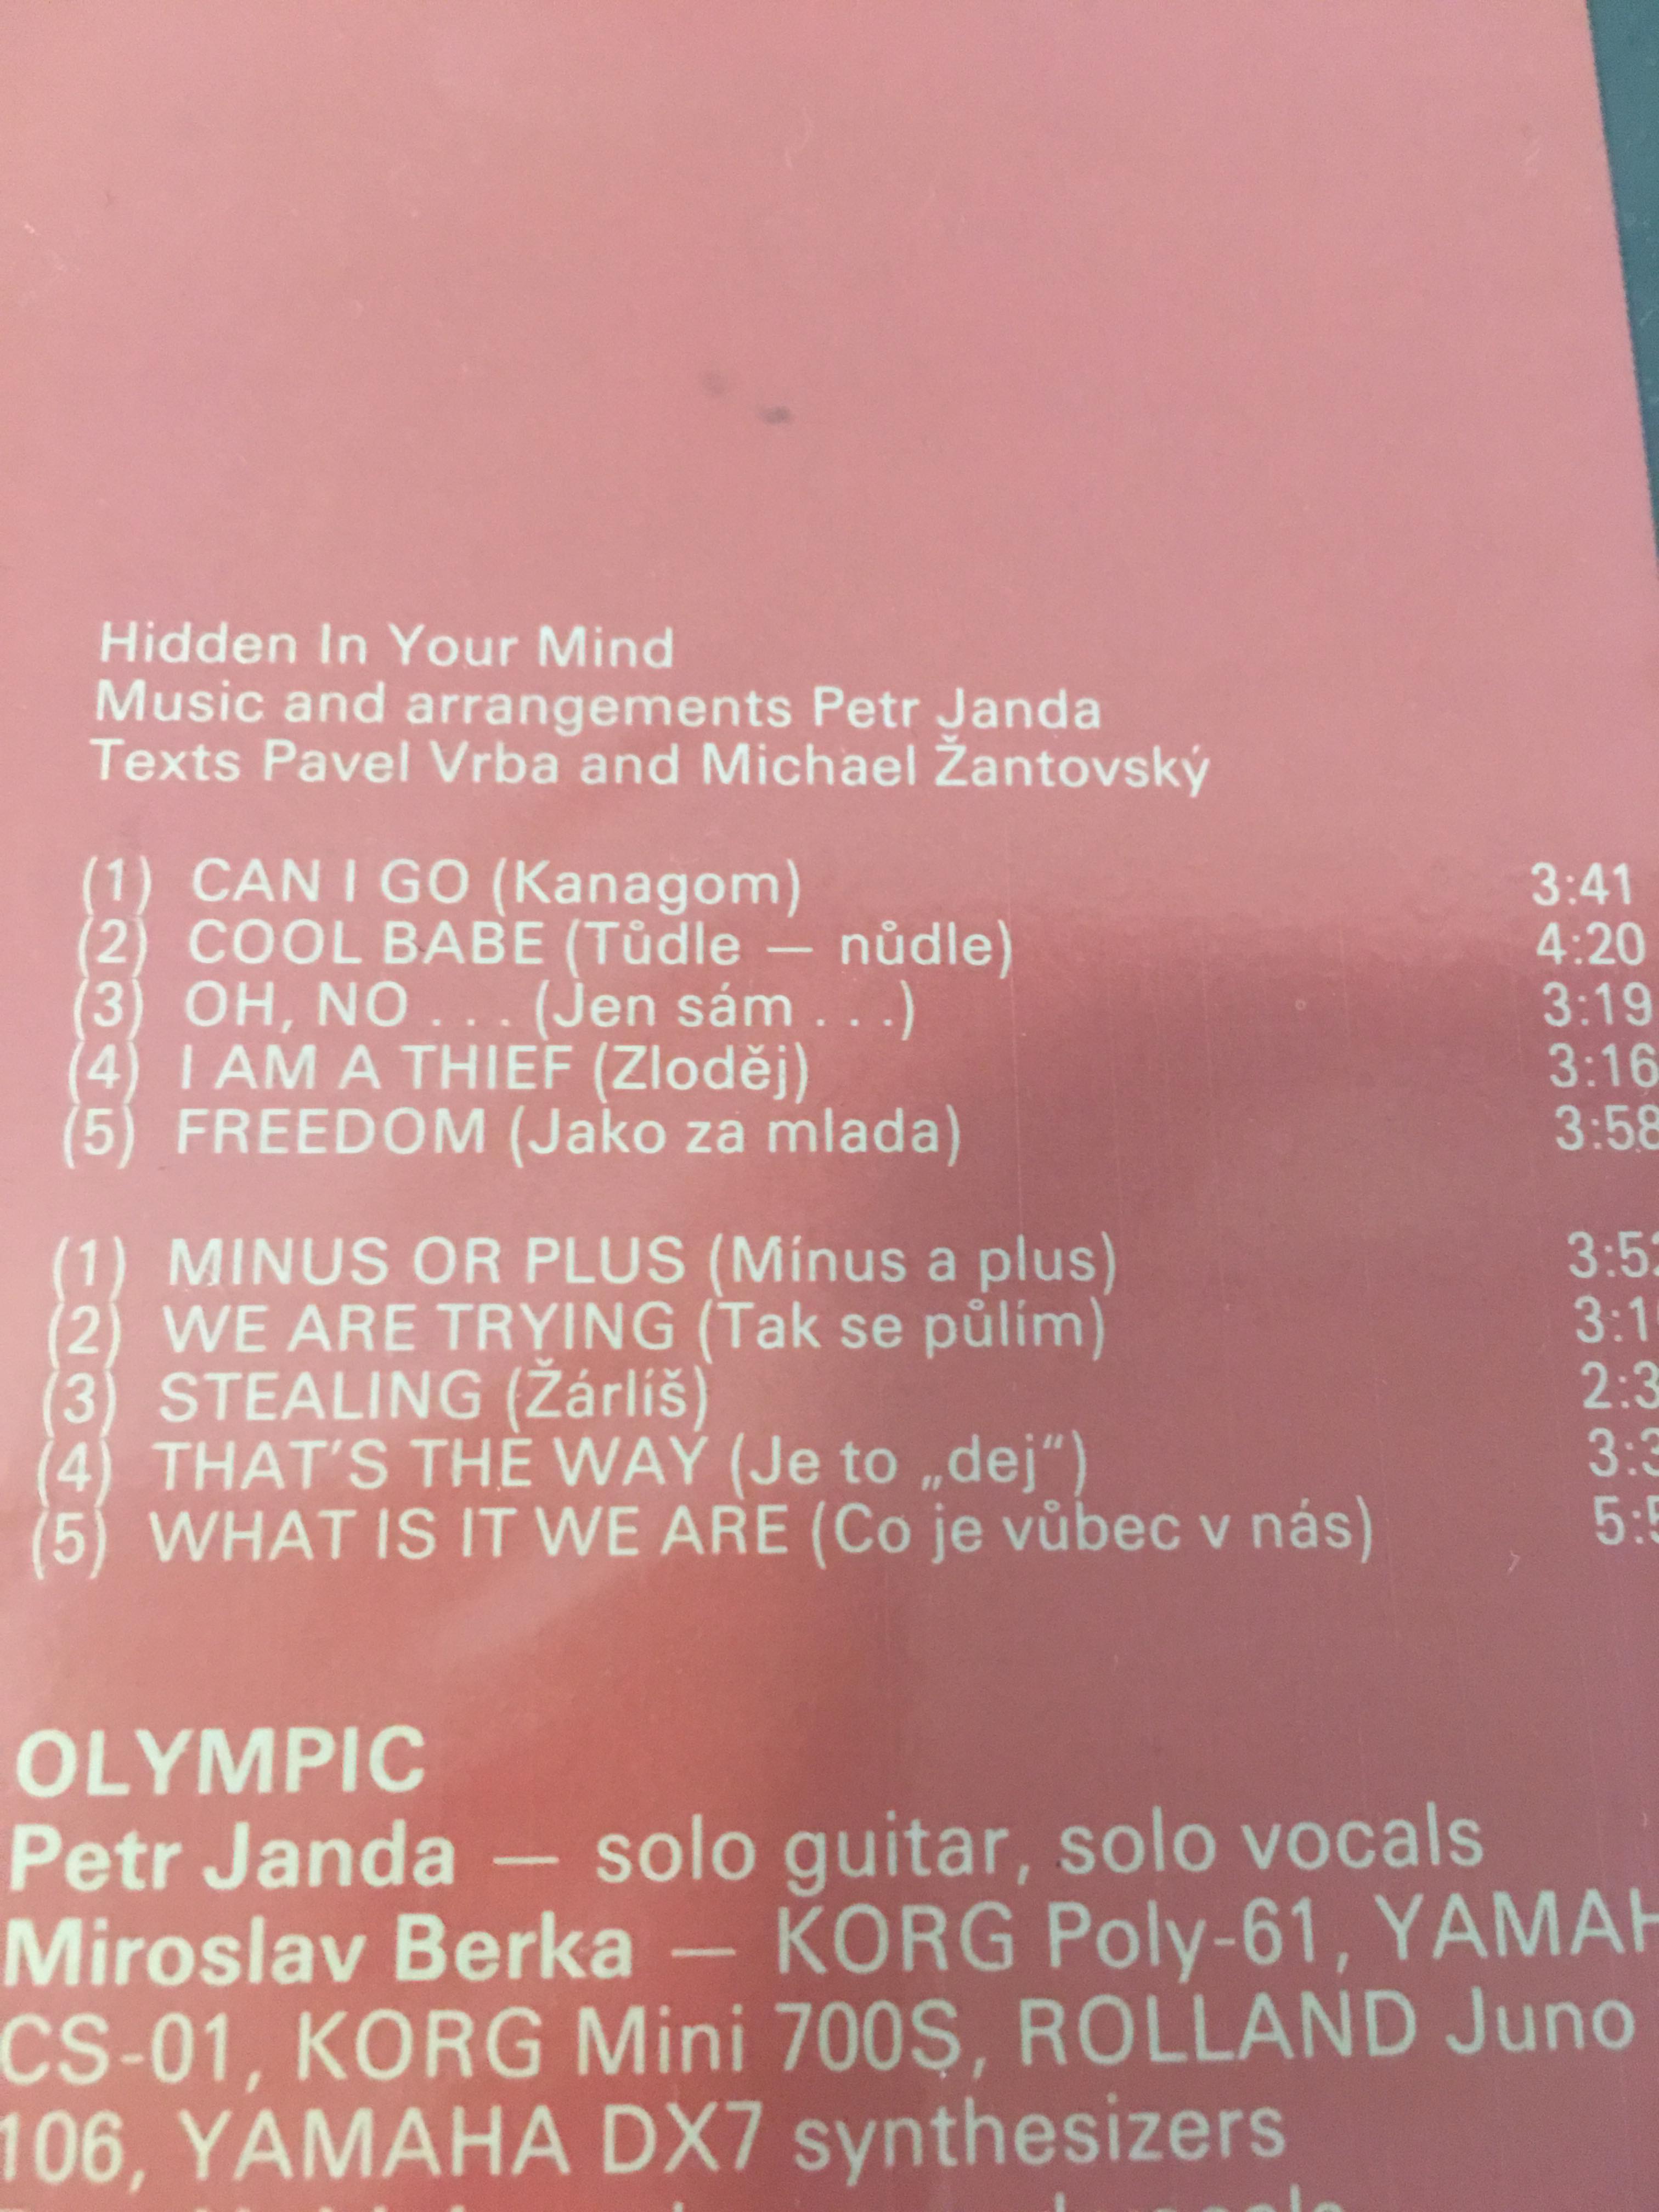 Hidden In Your Mind
Music and arrangements Petr Janda
Texts Pavel Vrba and Michael Žantovský
(1) CAN I GO (Kanagom) 3:41
(2) COOL BABE (Tůdle — nůdle) 4:20
(3) OH, NO . . . (Jen sám . . .) 3:19
(4) I AM A THIEF (Zloděj) 3:16
(5) FREEDOM (Jako za mlada) 3:58
(1) MINUS OR PLUS (Mínus a plus) 3:52
(2) WE ARE TRYING (Tak se půlím)
(3) STEALING (Žárlíš)
(4) THAT'S THE WAY (Je to „dej“)
(5) WHAT IS IT WE ARE (Co je vůbec v nás)
OLYMPIC
Petr Janda — solo guitar, solo vocals
Miroslav Berka — KORG Poly-61, YAMAH
CS-01, KORG Mini 700S, ROLLAND Juno
106, YAMAHA DX7 synthesizers